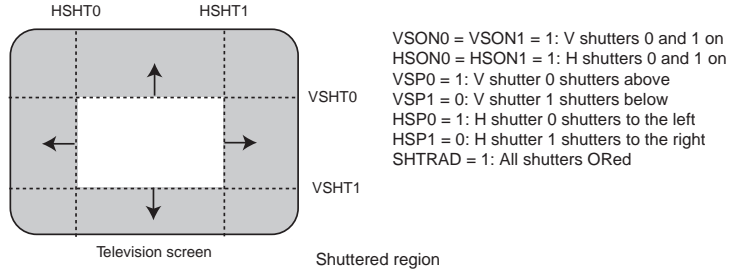 HSHT0 HSHT1
VSHT0
VSHT1
Television screen
VSON0 = VSON1 = 1: V shutters 0 and 1 on
HSON0 = HSON1 = 1: H shutters 0 and 1 on
VSP0 = 1: V shutter 0 shutters above
VSP1 = 0: V shutter 1 shutters below
HSP0 = 1: H shutter 0 shutters to the left
HSP1 = 0: H shutter 1 shutters to the right
SHTRAD = 1: All shutters ORed
Shuttered region